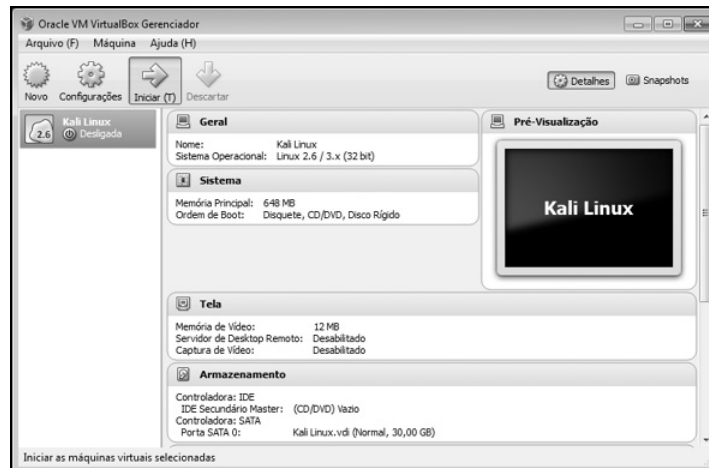 Oracle VM VirtualBox Gerenciador
Arquivo (F) Máquina Ajuda (H)
Novo Configurações Iniciar (T) Descartar
Detalhes Snapshots
Kali Linux
2.6 Desligada
Geral
Nome: Kali Linux
Sistema Operacional: Linux 2.6 / 3.x (32 bit)
Pré-Visualização
Kali Linux
Sistema
Memória Principal: 648 MB
Ordem de Boot: Disquete, CD/DVD, Disco Rígido
Tela
Memória de Vídeo: 12 MB
Servidor de Desktop Remoto: Desabilitado
Captura de Vídeo: Desabilitado
Armazenamento
Controladora: IDE
IDE Secundário Master: (CD/DVD) Vazio
Controladora: SATA
Porta SATA 0: Kali Linux.vdi (Normal, 30,00 GB)
Iniciar as máquinas virtuais selecionadas